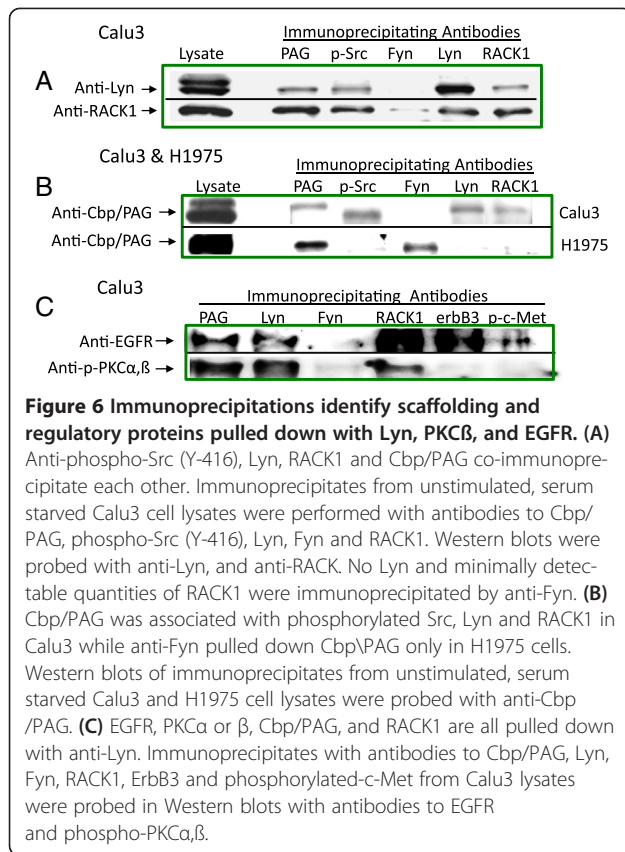 Calu3
Immunoprecipitating Antibodies
Lysate PAG p-Src Fyn Lyn RACK1
A
Anti-Lyn
Anti-RACK1
Calu3 & H1975
Immunoprecipitating Antibodies
B
Lysate PAG p-Src Fyn Lyn RACK1
Anti-Cbp/PAG Calu3
Anti-Cbp/PAG H1975
C
Calu3
Immunoprecipitating Antibodies
PAG Lyn Fyn RACK1 erbB3 p-c-Met
Anti-EGFR
Anti-p-PKCα,ß
Figure 6 Immunoprecipitations identify scaffolding and
regulatory proteins pulled down with Lyn, PKCß, and EGFR. (A)
Anti-phospho-Src (Y-416), Lyn, RACK1 and Cbp/PAG co-immunopre-
cipitate each other. Immunoprecipitates from unstimulated, serum
starved Calu3 cell lysates were performed with antibodies to Cbp/
PAG, phospho-Src (Y-416), Lyn, Fyn and RACK1. Western blots were
probed with anti-Lyn, and anti-RACK. No Lyn and minimally detec-
table quantities of RACK1 were immunoprecipitated by anti-Fyn. (B)
Cbp/PAG was associated with phosphorylated Src, Lyn and RACK1 in
Calu3 while anti-Fyn pulled down Cbp\PAG only in H1975 cells.
Western blots of immunoprecipitates from unstimulated, serum
starved Calu3 and H1975 cell lysates were probed with anti-Cbp
/PAG. (C) EGFR, PKCα or β, Cbp/PAG, and RACK1 are all pulled down
with anti-Lyn. Immunoprecipitates with antibodies to Cbp/PAG, Lyn,
Fyn, RACK1, ErbB3 and phosphorylated-c-Met from Calu3 lysates
were probed in Western blots with antibodies to EGFR
and phospho-PKCα,ß.